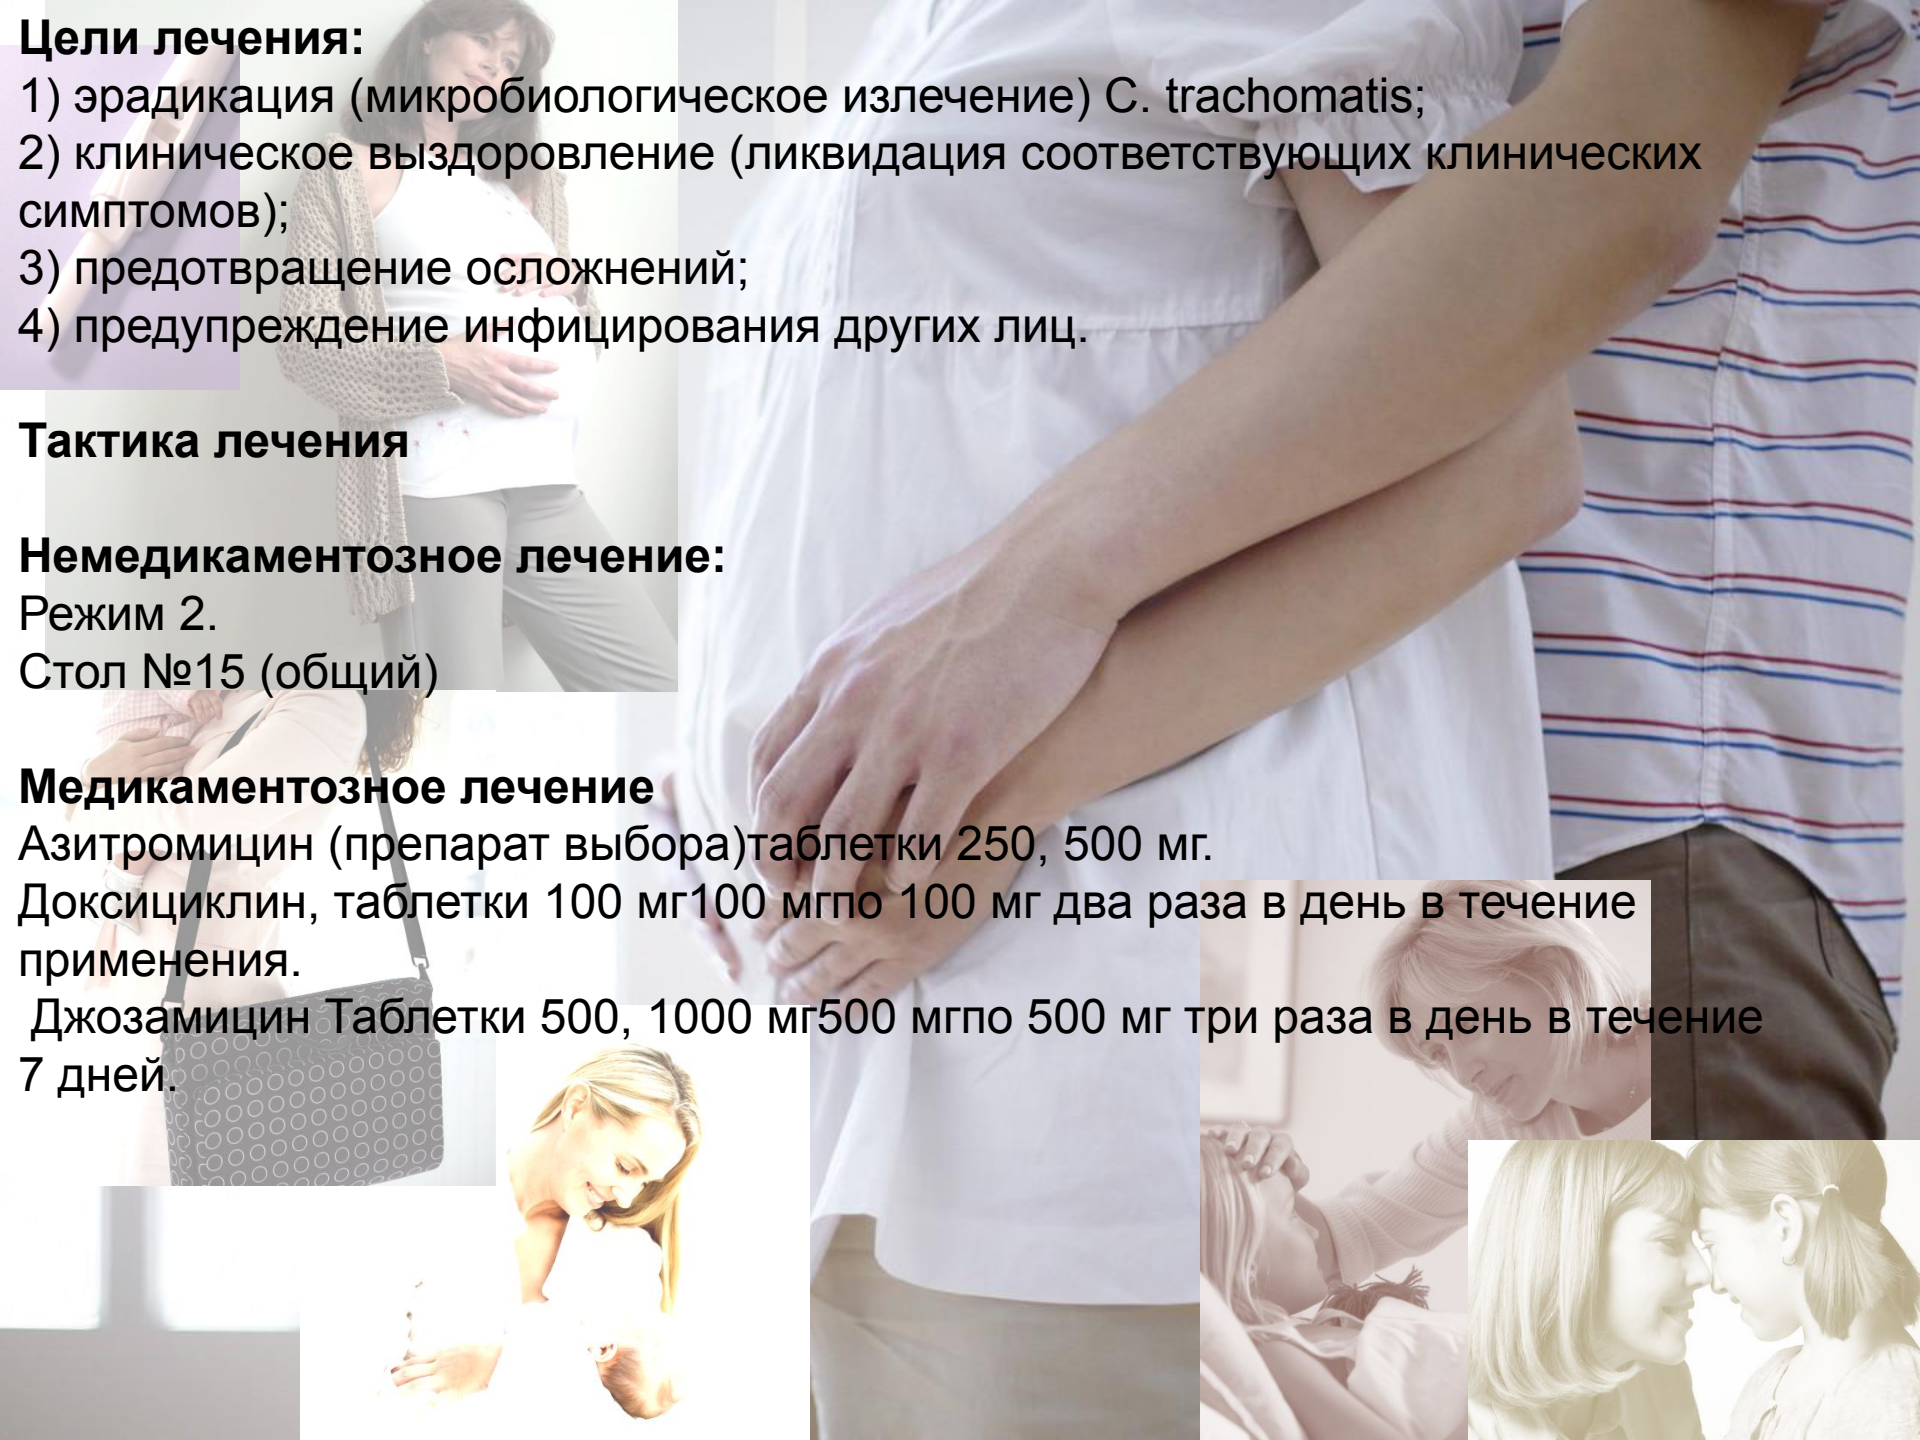 Цели лечения:
1) эрадикация (микробиологическое излечение) C. trachomatis;
2) клиническое выздоровление (ликвидация соответствующих клинических
симптомов);
3) предотвращение осложнений;
4) предупреждение инфицирования других лиц.
Тактика лечения
Немедикаментозное лечение:
Режим 2.
Стол №15 (общий)
Медикаментозное лечение
Азитромицин (препарат выбора)таблетки 250, 500 мг.
Доксициклин, таблетки 100 мг100 мгпо 100 мг два раза в день в течение
применения.
Джозамицин Таблетки 500, 1000 мг500 мгпо 500 мг три раза в день в течение
7 дней.